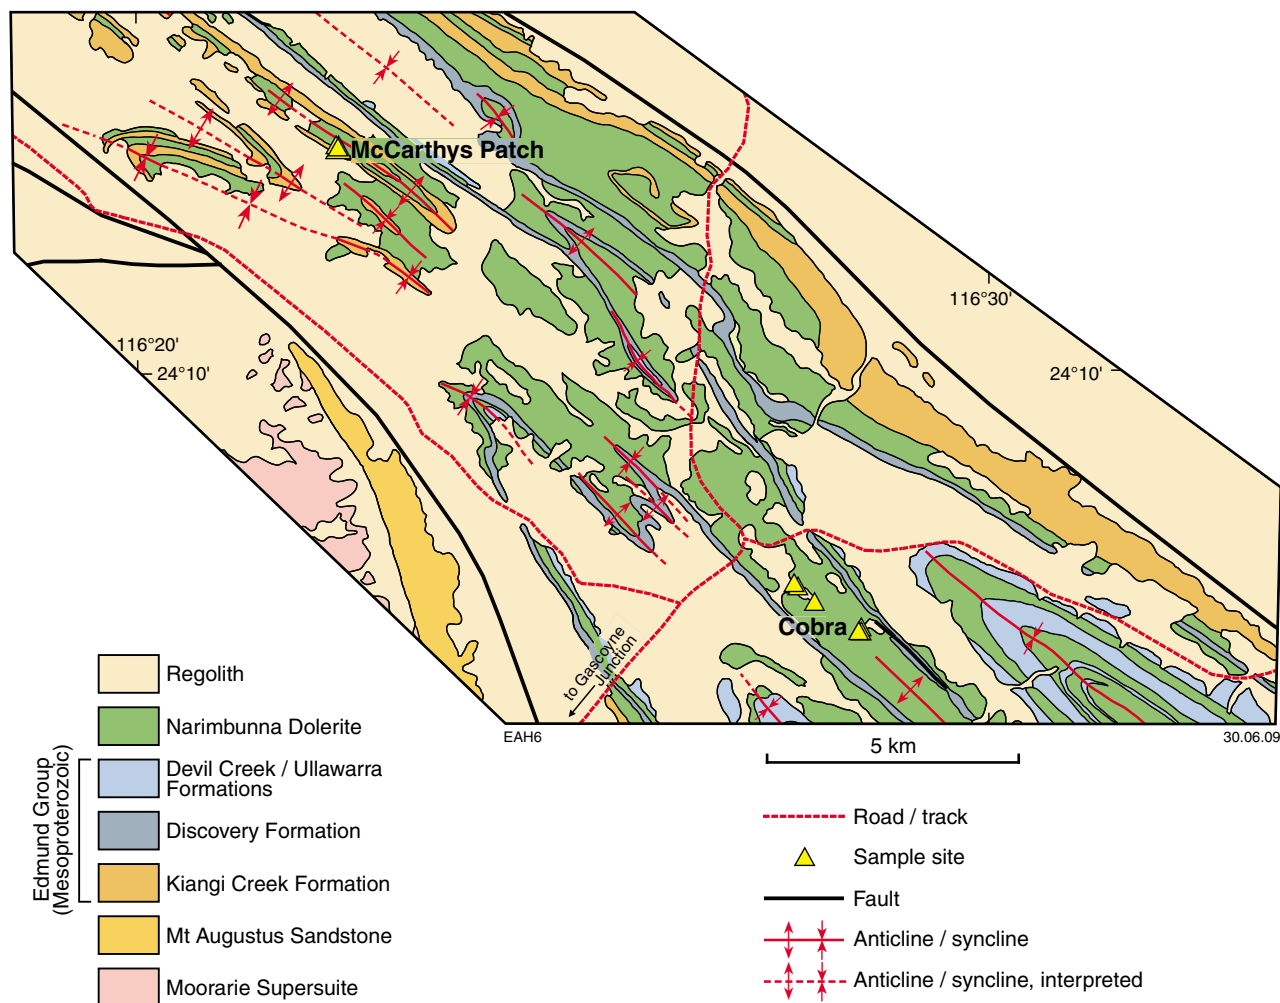 McCarthys Patch
116°30'
116°20'
24°10'
24°10'
Cobra
to Gascoyne
Junction
EAH6
30.06.09
5 km
Edmund Group
(Mesoproterozoic)
Regolith
Narimbunna Dolerite
Devil Creek / Ullawarra
Formations
Discovery Formation
Kiangi Creek Formation
Mt Augustus Sandstone
Moorarie Supersuite
Road / track
Sample site
Fault
Anticline / syncline
Anticline / syncline, interpreted